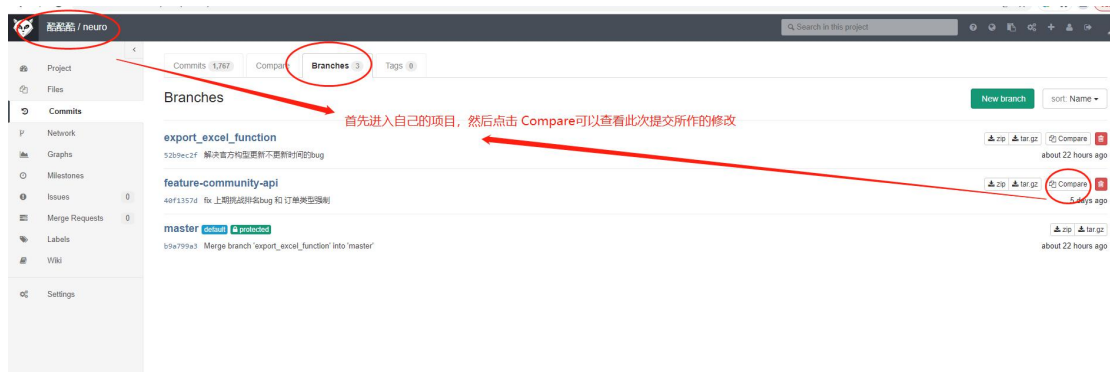 酷酷酷 / neuro
Search in this project
Project
Files
Commits
Network
Graphs
Milestones
Issues 0
Merge Requests 0
Labels
Wiki
Settings
Commits 1,767 Compare Branches 3 Tags 0
Branches
New branch sort: Name
首先进入自己的项目，然后点击 Compare可以查看此次提交所作的修改
export_excel_function
zip tar.gz Compare
52b9ec2f 解决官方构型更新不更新时间的bug
about 22 hours ago
feature-community-api
zip tar.gz Compare
40f1357d fix 上期挑战排名bug 和 订单类型强制
5 days ago
master default protected
zip tar.gz
b9a799a3 Merge branch 'export_excel_function' into 'master'
about 22 hours ago